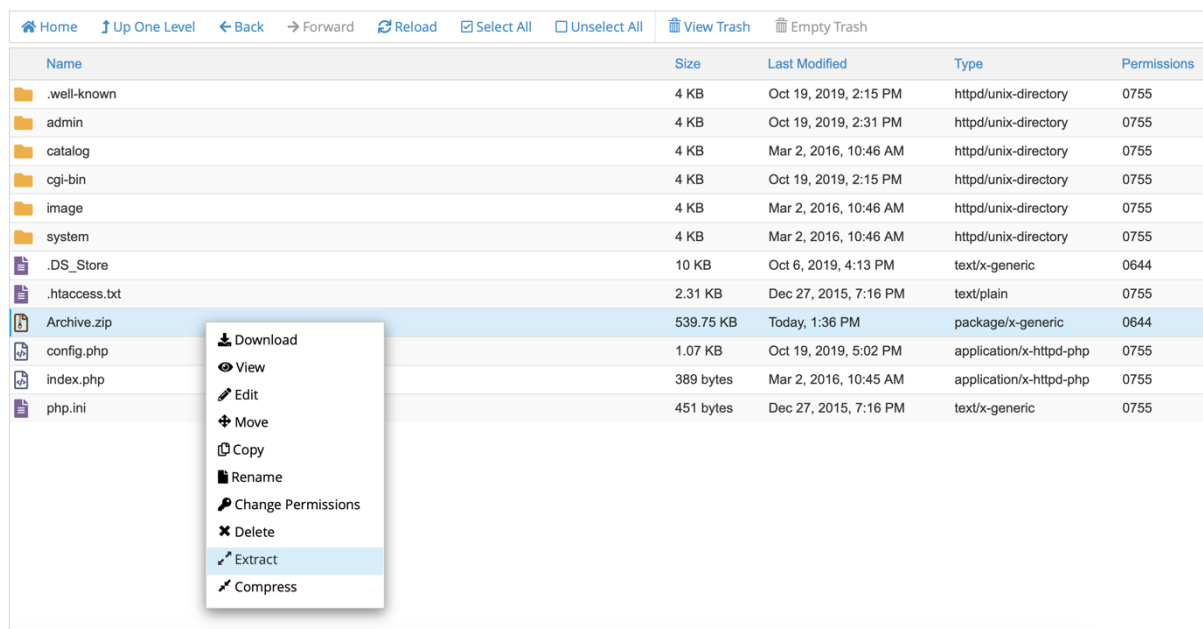 Home Up One Level Back Forward Reload Select All Unselect All View Trash Empty Trash
Name Size Last Modified Type Permissions
.well-known 4 KB Oct 19, 2019, 2:15 PM httpd/unix-directory 0755
admin 4 KB Oct 19, 2019, 2:31 PM httpd/unix-directory 0755
catalog 4 KB Mar 2, 2016, 10:46 AM httpd/unix-directory 0755
cgi-bin 4 KB Oct 19, 2019, 2:15 PM httpd/unix-directory 0755
image 4 KB Mar 2, 2016, 10:46 AM httpd/unix-directory 0755
system 4 KB Mar 2, 2016, 10:46 AM httpd/unix-directory 0755
.DS_Store 10 KB Oct 6, 2019, 4:13 PM text/x-generic 0644
.htaccess.txt 2.31 KB Dec 27, 2015, 7:16 PM text/plain 0755
Archive.zip 539.75 KB Today, 1:36 PM package/x-generic 0644
config.php 1.07 KB Oct 19, 2019, 5:02 PM application/x-httpd-php 0755
index.php 389 bytes Mar 2, 2016, 10:45 AM application/x-httpd-php 0755
php.ini 451 bytes Dec 27, 2015, 7:16 PM text/x-generic 0755
Download
View
Edit
Move
Copy
Rename
Change Permissions
Delete
Extract
Compress